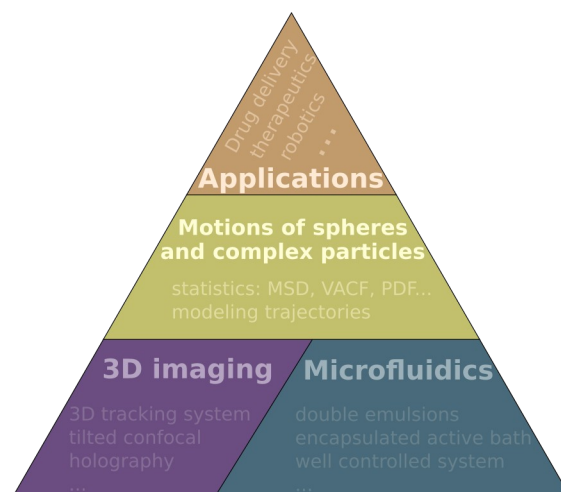 Drug delivery
therapeutics
robotics
...
Applications
Motions of spheres
and complex particles
statistics: MSD, VACF, PDF...
modeling trajectories
3D imaging
3D tracking system
tilted confocal
holography
...
Microfluidics
double emulsions
encapsulated active bath
well controlled system
...